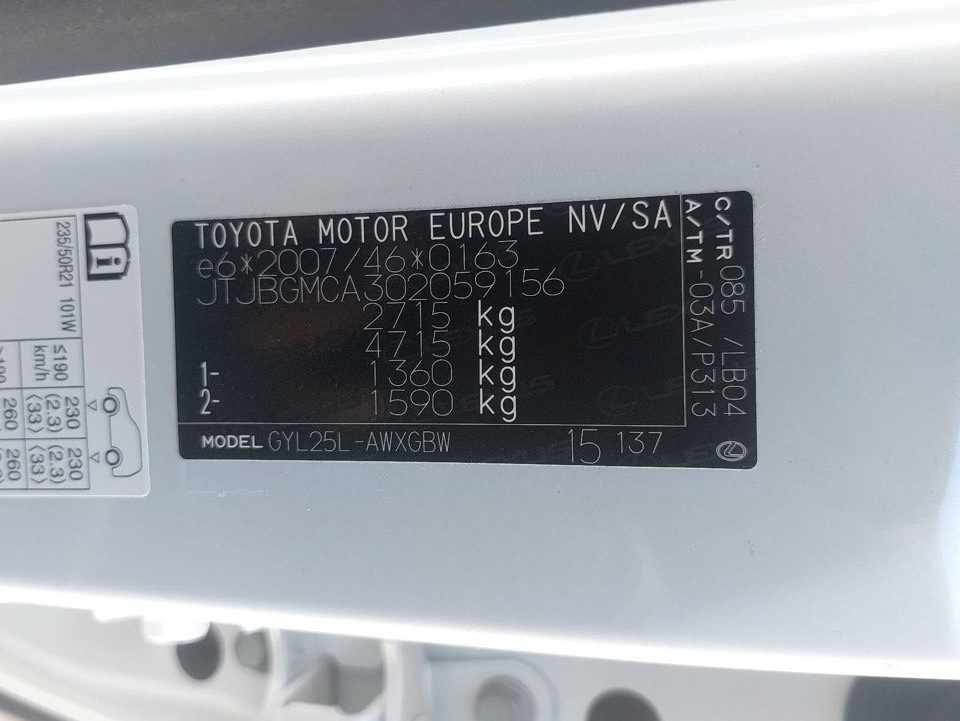 TOYOTA MOTOR EUROPE NV/SA
e6*2007/46*0163
JTJBGMCA302059156
2715 kg
4715 kg
1- 1360 kg
2- 1590 kg
MODEL GYL25L-AWXGBW 15 137
C/TR 085 /LB04
A/TM -03A/P313
235/50R21 101W
≤190 km/h
230 (2.3) (33)
230 (2.3) (33)
260
260